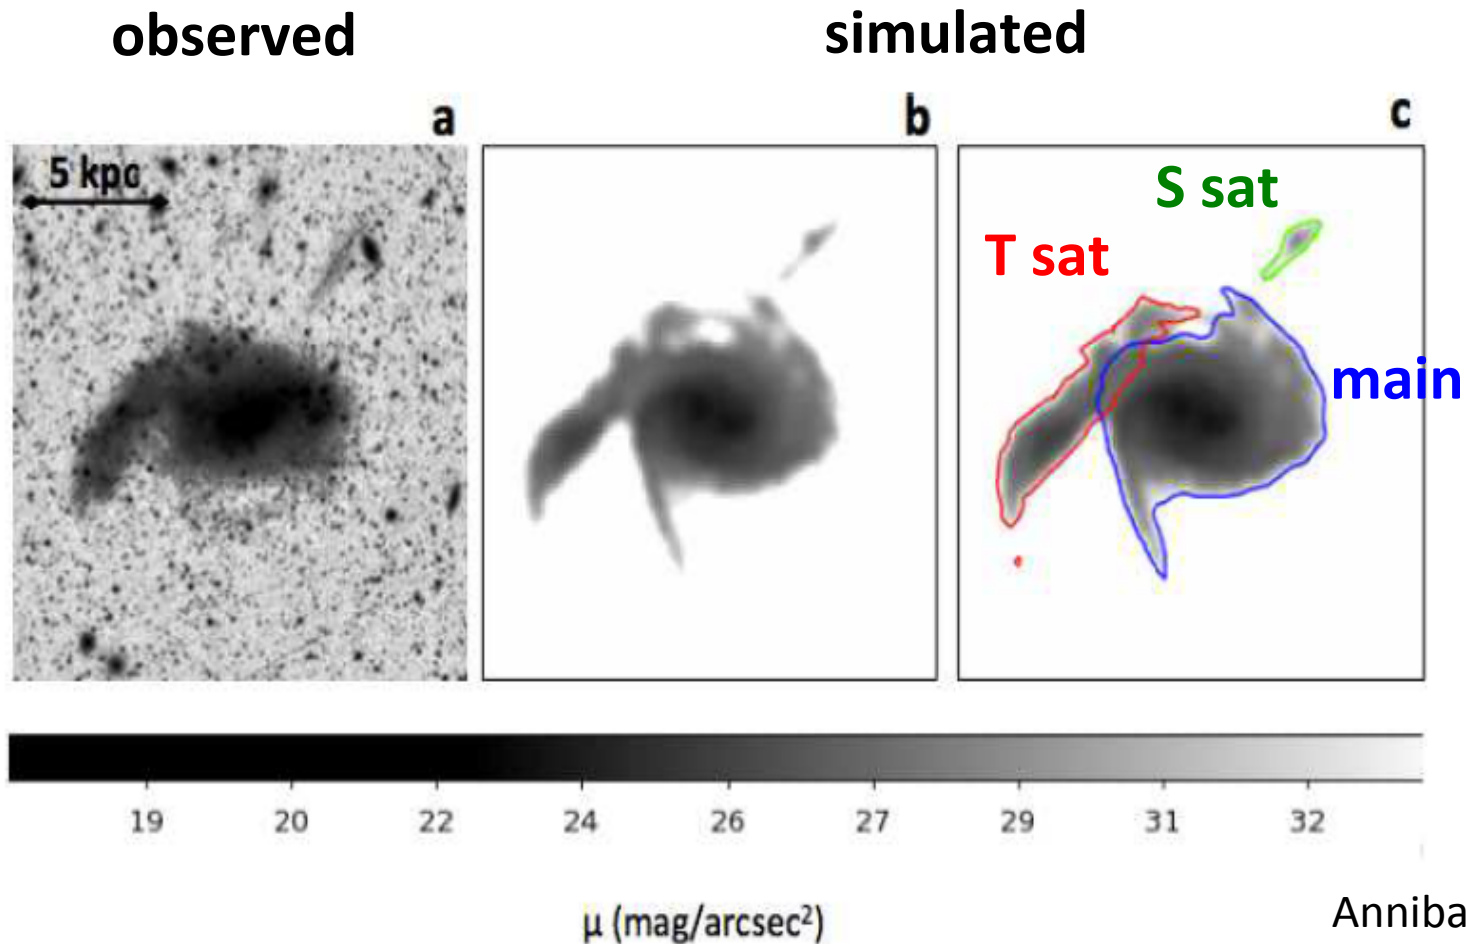 observed
simulated
a
b
c
5 kpc
S sat
T sat
main
19 20 22 24 26 27 29 31 32
μ (mag/arcsec²)
Anniba